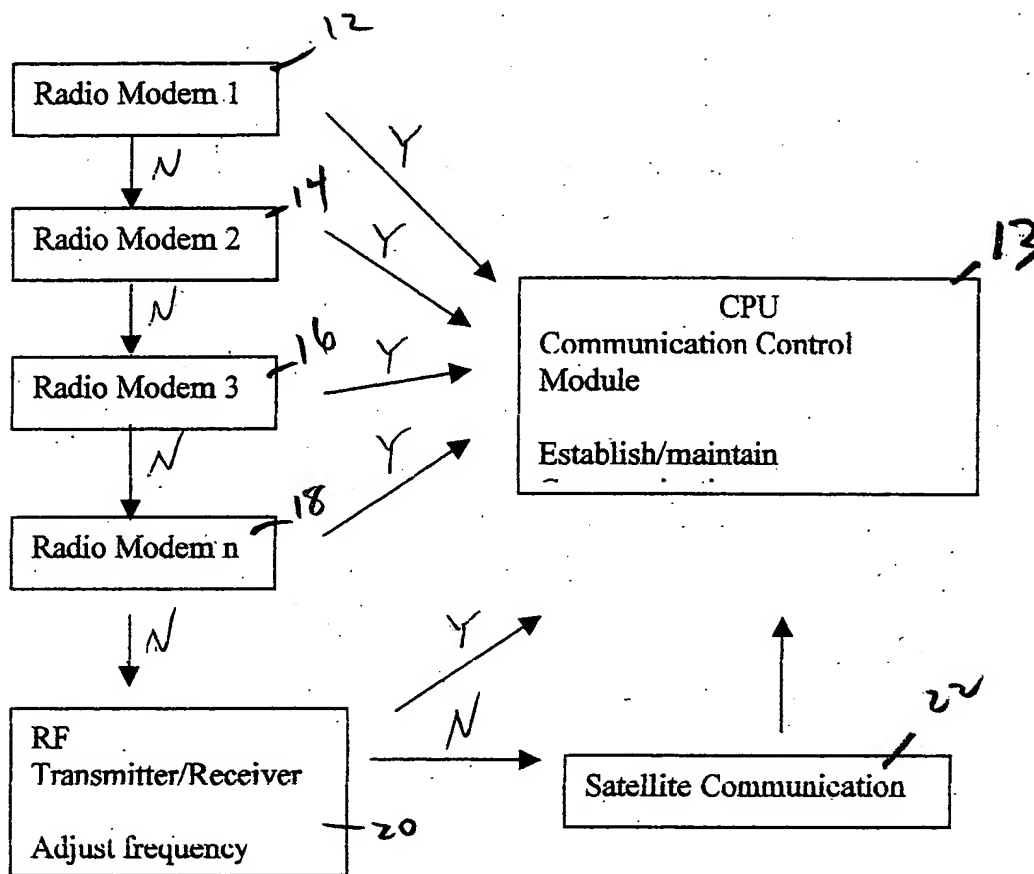 12
Radio Modem 1
N
Y
14
Radio Modem 2
Y
13
N
CPU
Communication Control
Module
Establish/maintain
16
Radio Modem 3
Y
N
Y
18
Radio Modem n
N
Y
N
22
RF
Transmitter/Receiver
Adjust frequency
20
Satellite Communication